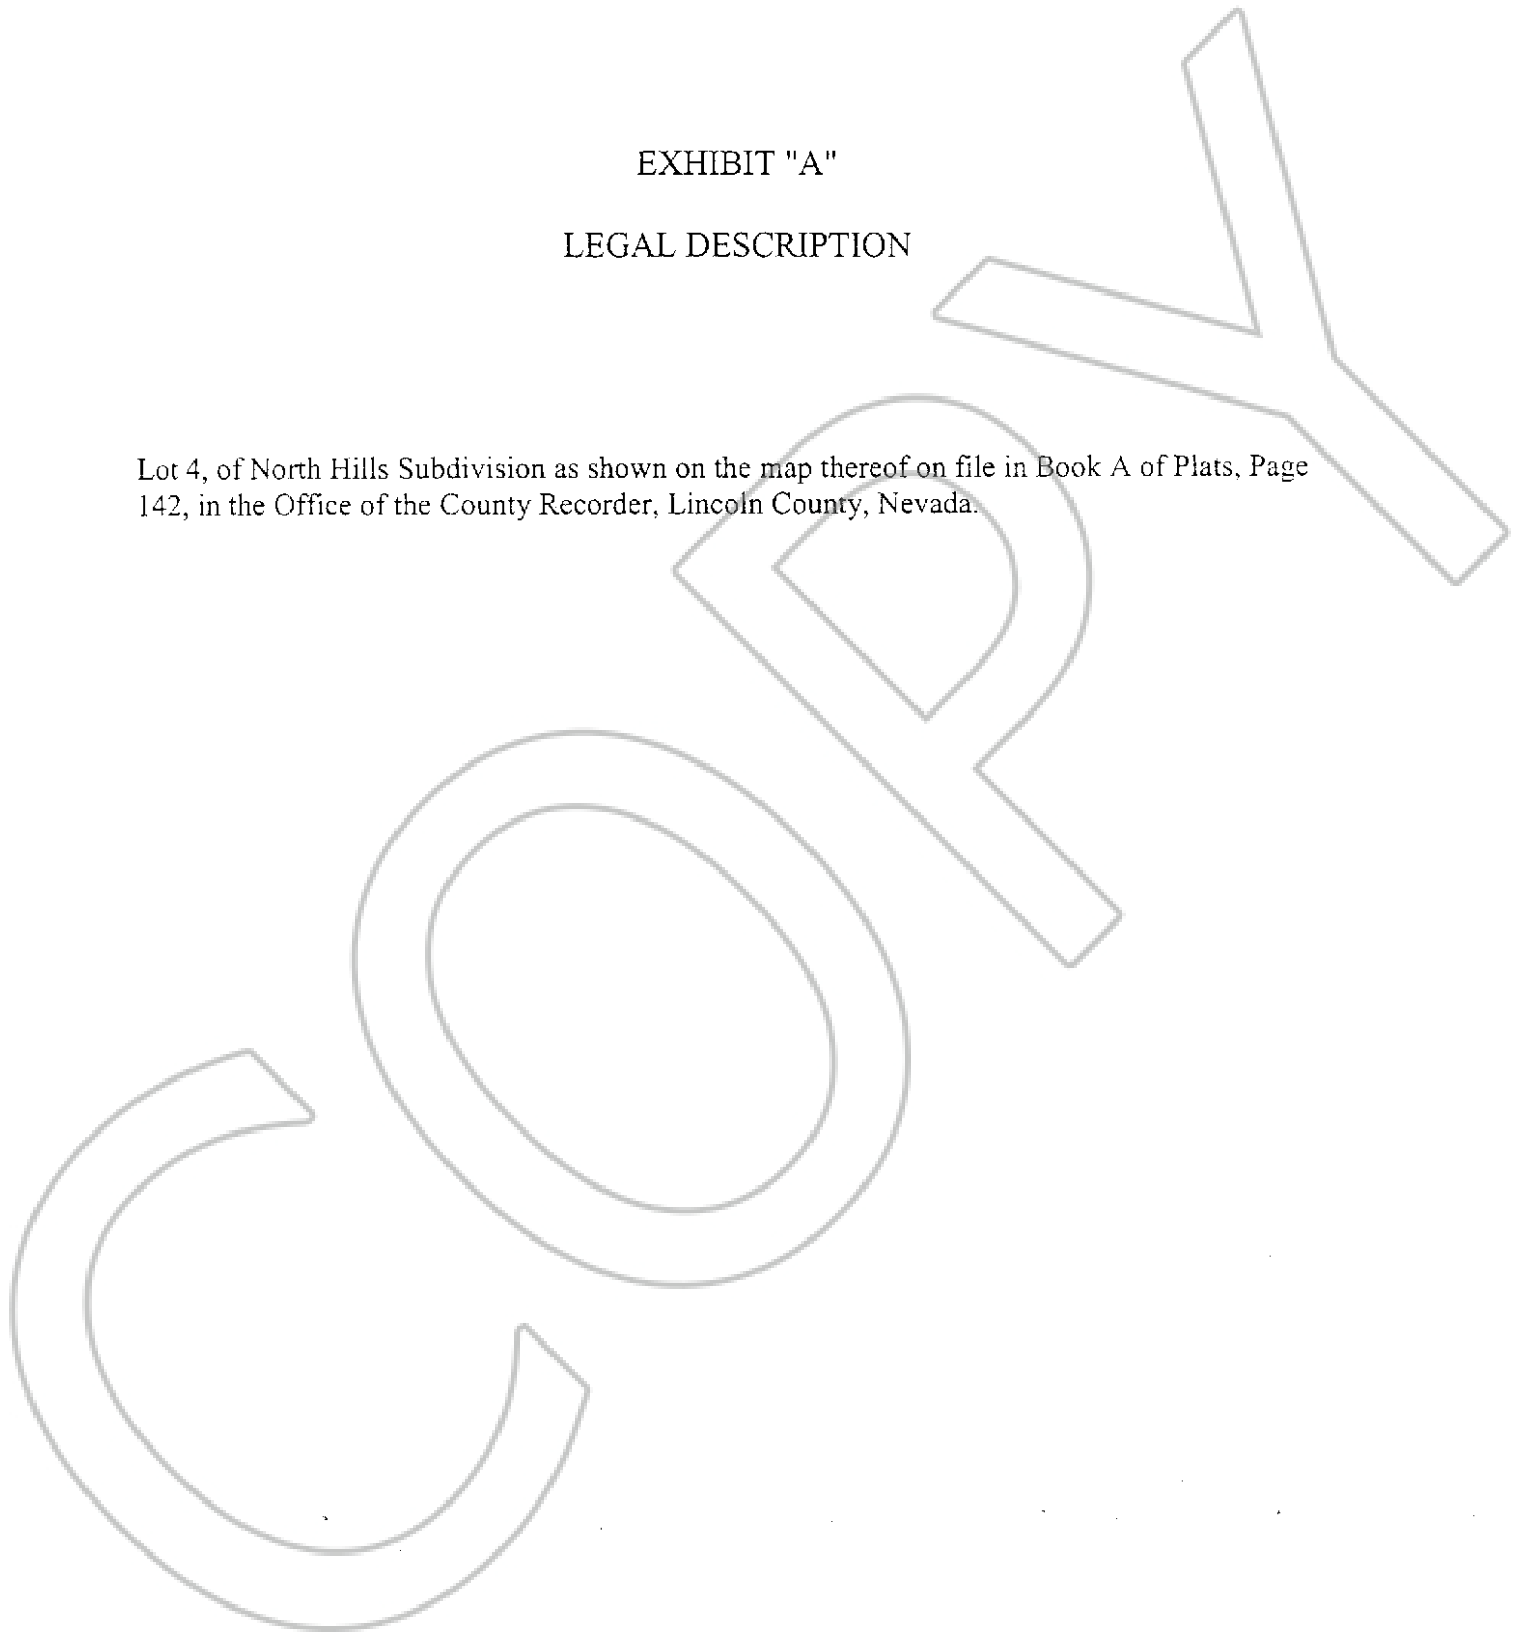 EXHIBIT "A"
LEGAL DESCRIPTION
Lot 4, of North Hills Subdivision as shown on the map thereof on file in Book A of Plats, Page
142, in the Office of the County Recorder, Lincoln County, Nevada.
COPY